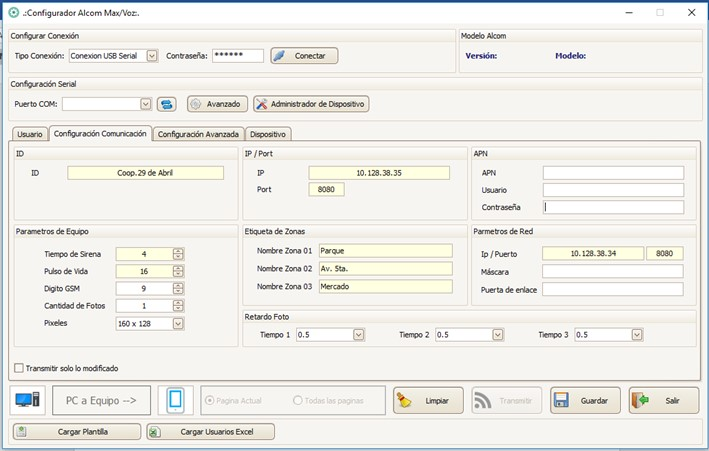 .:Configurador Alcom Max/Voz:.
Configurar Conexión
Tipo Conexión: Conexion USB Serial Contraseña: ****** Conectar
Modelo Alcom
Versión: Modelo:
Configuración Serial
Puerto COM: Avanzado Administrador de Dispositivo
Usuario Configuración Comunicación Configuración Avanzada Dispositivo
ID
ID Coop.29 de Abril
IP / Port
IP 10.128.38.35
Port 8080
APN
APN
Usuario
Contraseña
Parametros de Equipo
Tiempo de Sirena 4
Pulso de Vida 16
Digito GSM 9
Cantidad de Fotos 1
Pixeles 160 x 128
Etiqueta de Zonas
Nombre Zona 01 Parque
Nombre Zona 02 Av. Sta.
Nombre Zona 03 Mercado
Parmetros de Red
Ip / Puerto 10.128.38.34 8080
Máscara
Puerta de enlace
Retardo Foto
Tiempo 1 0.5 Tiempo 2 0.5 Tiempo 3 0.5
Transmitir solo lo modificado
PC a Equipo --> Pagina Actual Todas las paginas Limpiar Transmitir Guardar Salir
Cargar Plantilla Cargar Usuarios Excel